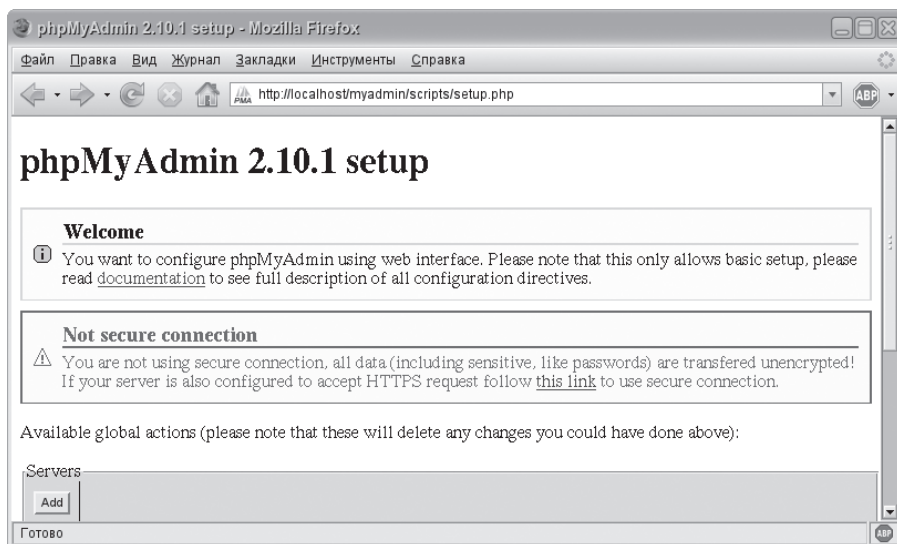 phpMyAdmin 2.10.1 setup - Mozilla Firefox
Файл Правка Вид Журнал Закладки Инструменты Справка
PMA http://localhost/myadmin/scripts/setup.php ABP
phpMyAdmin 2.10.1 setup
Welcome
You want to configure phpMyAdmin using web interface. Please note that this only allows basic setup, please
read documentation to see full description of all configuration directives.
Not secure connection
You are not using secure connection, all data (including sensitive, like passwords) are transfered unencrypted!
If your server is also configured to accept HTTPS request follow this link to use secure connection.
Available global actions (please note that these will delete any changes you could have done above):
Servers
Add
Готово ABP